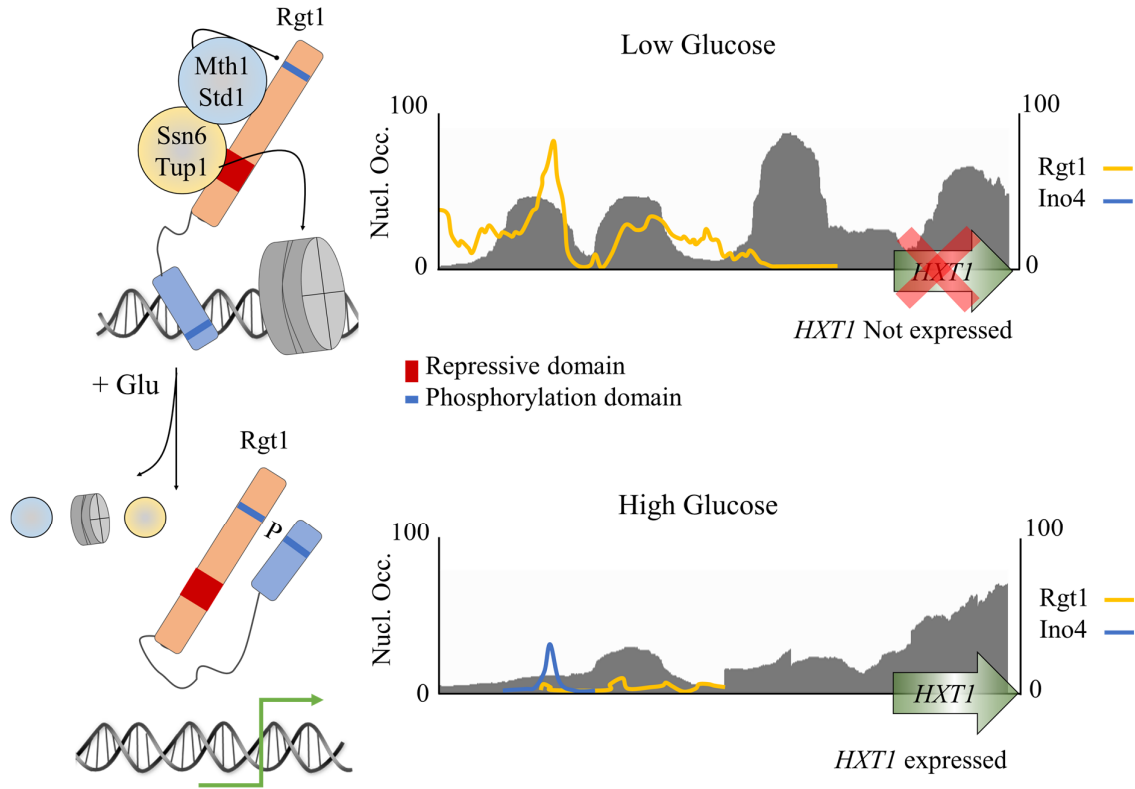 Rgt1
Mth1
Std1
Ssn6
Tup1
+ Glu
Rgt1
P
Low Glucose
100
100
Nucl. Occ.
Rgt1
Ino4
0
0
HXT1
HXT1 Not expressed
Repressive domain
Phosphorylation domain
High Glucose
100
100
Nucl. Occ.
Rgt1
Ino4
0
0
HXT1
HXT1 expressed